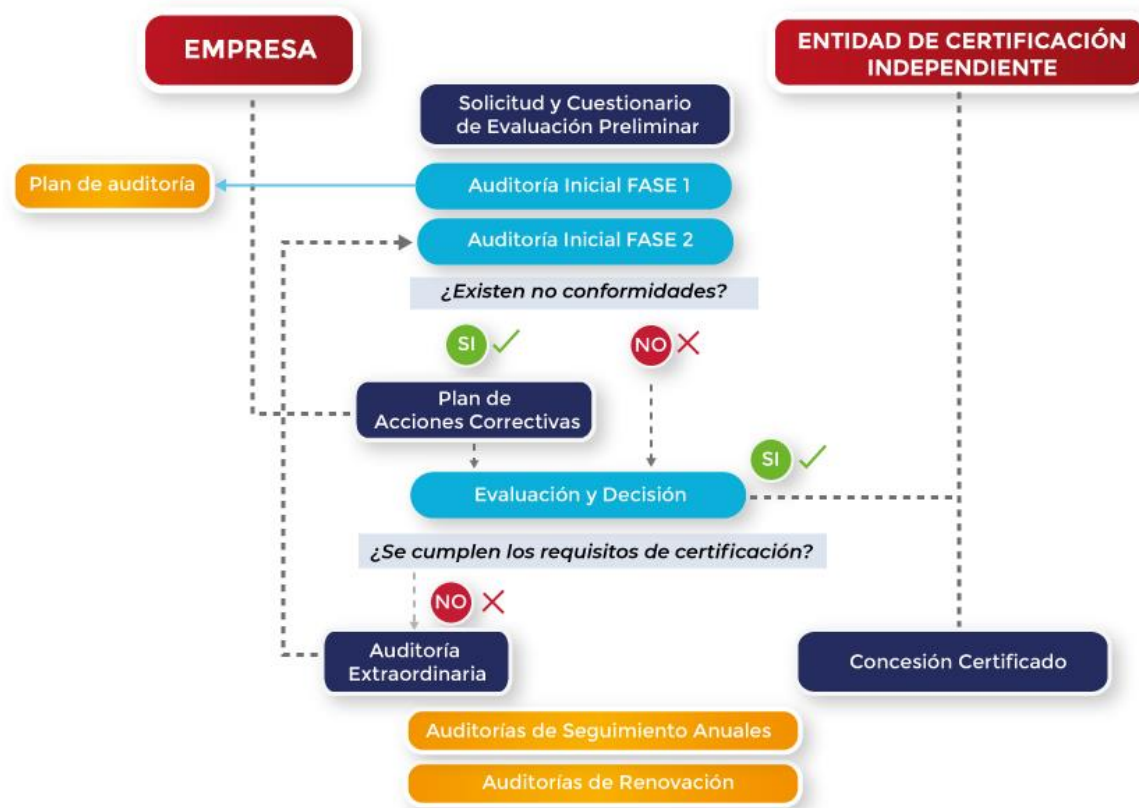 EMPRESA
ENTIDAD DE CERTIFICACIÓN
INDEPENDIENTE
Solicitud y Cuestionario
de Evaluación Preliminar
Plan de auditoría
Auditoría Inicial FASE 1
Auditoría Inicial FASE 2
¿Existen no conformidades?
SI
NO
Plan de
Acciones Correctivas
SI
Evaluación y Decisión
¿Se cumplen los requisitos de certificación?
NO
Auditoría
Extraordinaria
Concesión Certificado
Auditorías de Seguimiento Anuales
Auditorías de Renovación